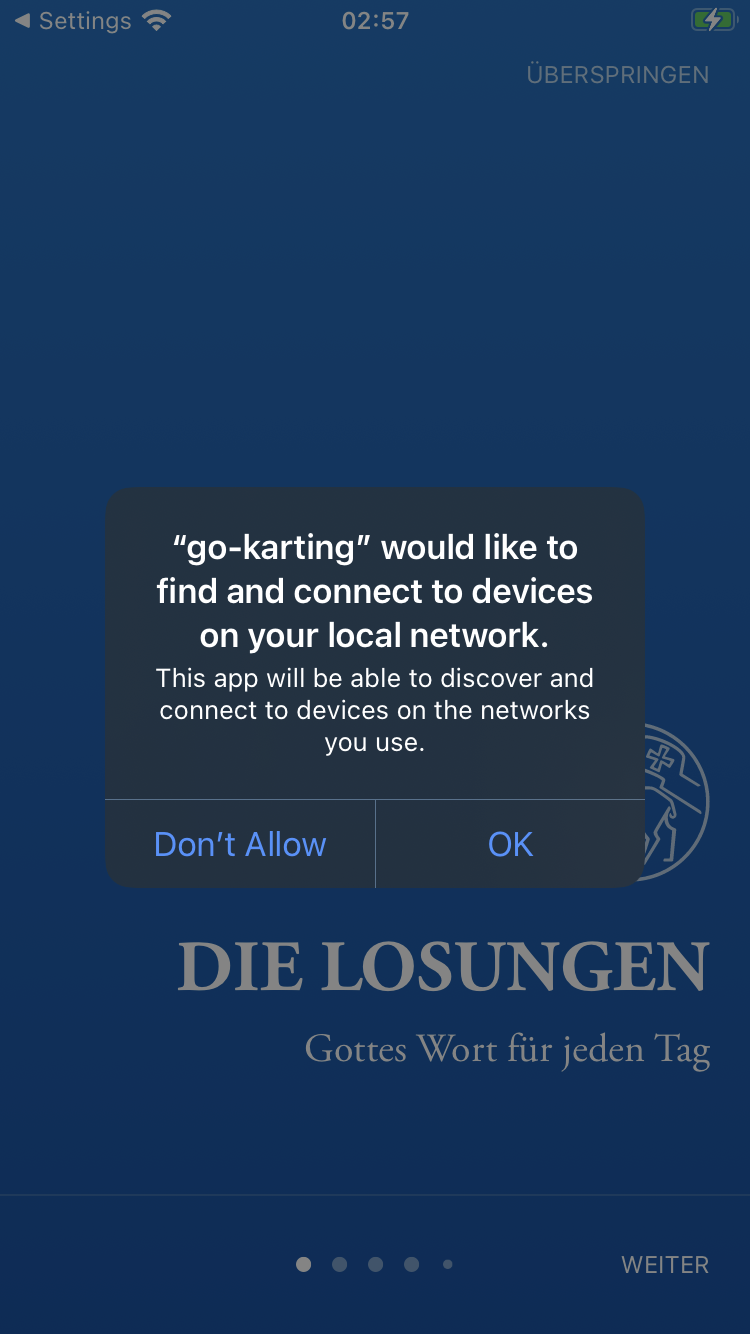 Settings
02:57
ÜBERSPRINGEN
“go-karting” would like to
find and connect to devices
on your local network.
This app will be able to discover and
connect to devices on the networks
you use.
Don’t Allow
OK
DIE LOSUNGEN
Gottes Wort für jeden Tag
WEITER